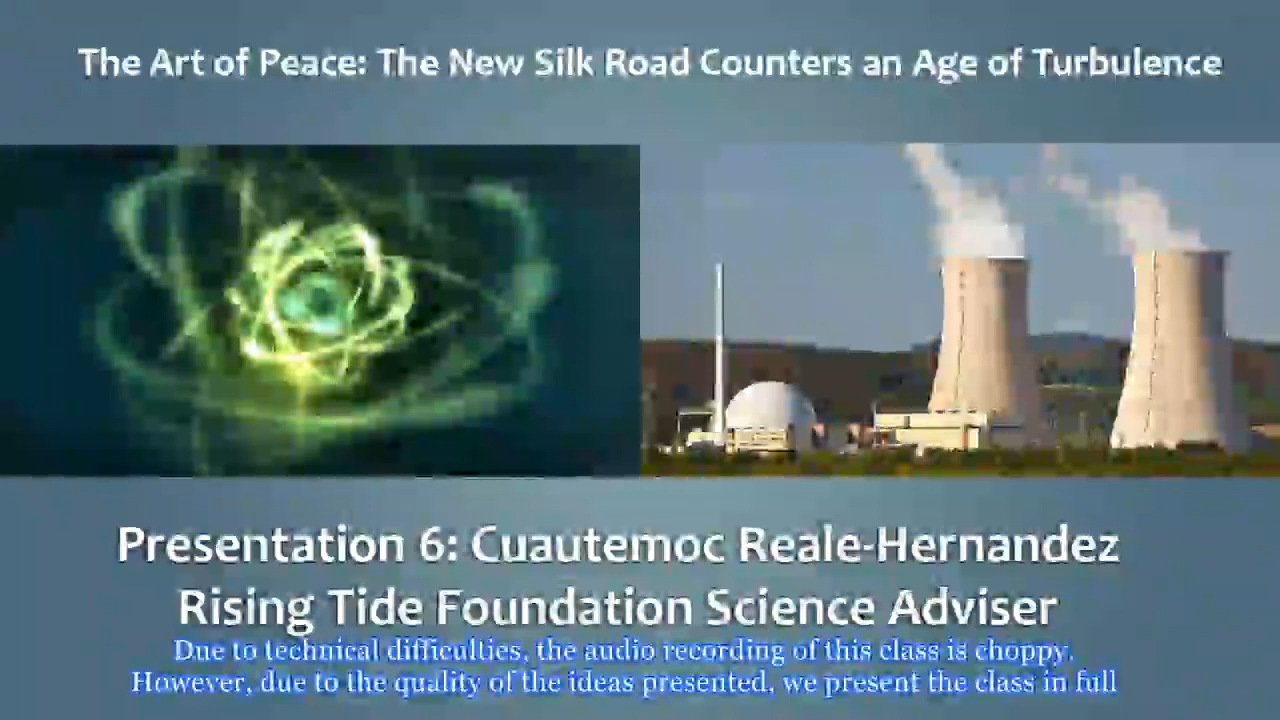 The Art of Peace: The New Silk Road Counters an Age of Turbulence
Presentation 6: Cuautemoc Reale-Hernandez
Rising Tide Foundation Science Adviser
Due to technical difficulties, the audio recording of this class is choppy.
However, due to the quality of the ideas presented, we present the class in full